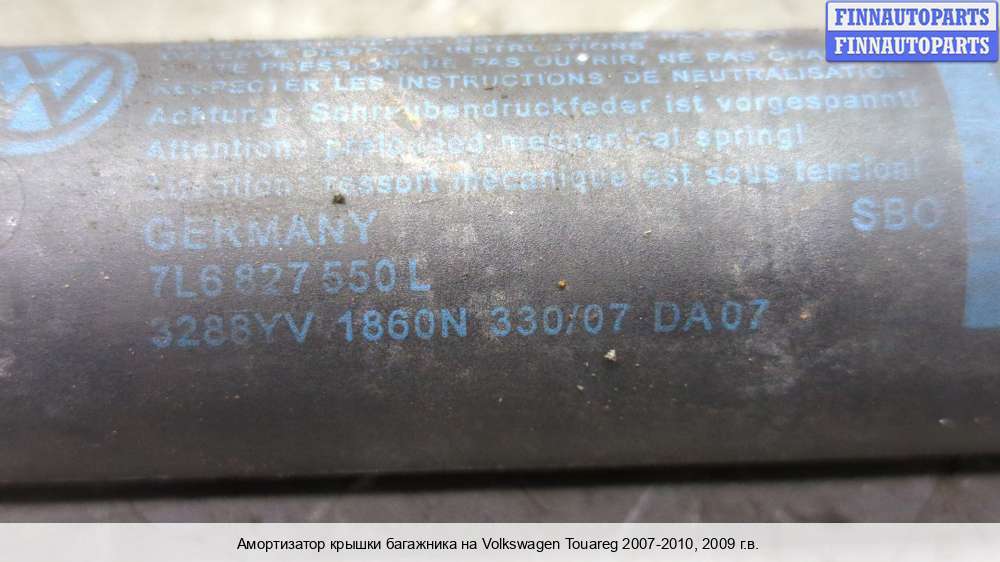 FINNAUTOPARTS
FINNAUTOPARTS
DISPOSAL INSTRUCTIONS
PRESSION, NE PAS OUVRIR, NE PAS
RESPECTER LES INSTRUCTIONS DE NEUTRALISATION
Achtung: Schraubendruckfeder ist vorgespannt!
Attention: preloaded mechanical spring!
Attention: ressort mécanique est sous tension!
GERMANY
SBO
7L6 827 550 L
3288YV 1860N 330/07 DA07
Амортизатор крышки багажника на Volkswagen Touareg 2007-2010, 2009 г.в.